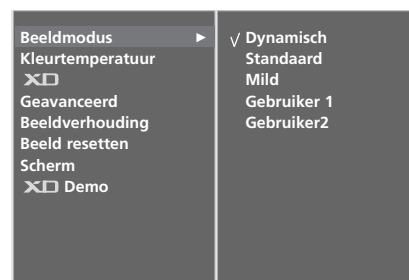 Beeldmodus ►
Kleurtemperatuur
XD
Geavanceerd
Beeldverhouding
Beeld resetten
Scherm
XD Demo
√ Dynamisch
Standaard
Mild
Gebruiker 1
Gebruiker2